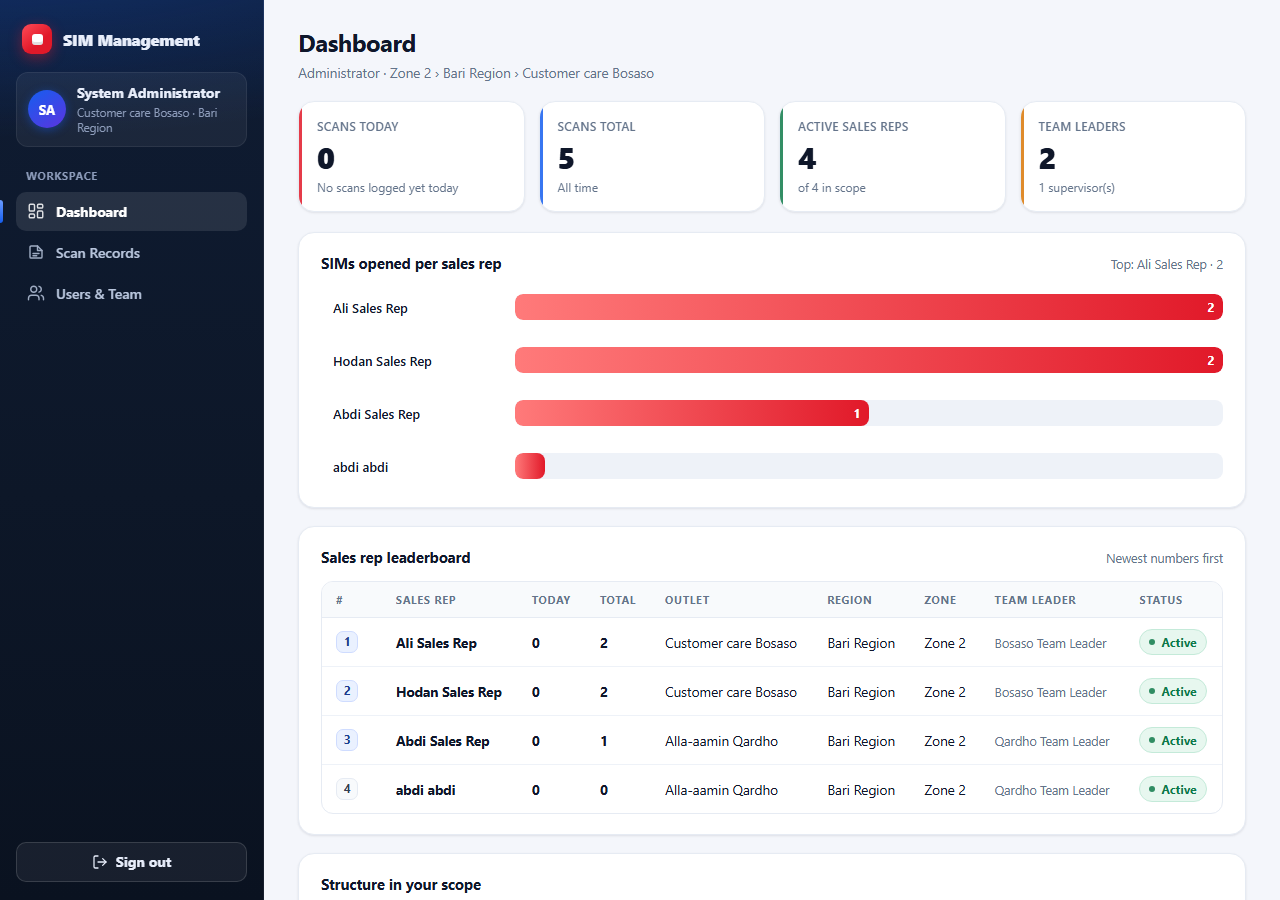 SIM Management
SA
System Administrator
Customer care Bosaso · Bari
Region
WORKSPACE
Dashboard
Scan Records
Users & Team
Sign out
Dashboard
Administrator · Zone 2 › Bari Region › Customer care Bosaso
SCANS TODAY
0
No scans logged yet today
SCANS TOTAL
5
All time
ACTIVE SALES REPS
4
of 4 in scope
TEAM LEADERS
2
1 supervisor(s)
SIMs opened per sales rep
Top: Ali Sales Rep · 2
Ali Sales Rep 2
Hodan Sales Rep 2
Abdi Sales Rep 1
abdi abdi
Sales rep leaderboard
Newest numbers first
# SALES REP TODAY TOTAL OUTLET REGION ZONE TEAM LEADER STATUS
1 Ali Sales Rep 0 2 Customer care Bosaso Bari Region Zone 2 Bosaso Team Leader Active
2 Hodan Sales Rep 0 2 Customer care Bosaso Bari Region Zone 2 Bosaso Team Leader Active
3 Abdi Sales Rep 0 1 Alla-aamin Qardho Bari Region Zone 2 Qardho Team Leader Active
4 abdi abdi 0 0 Alla-aamin Qardho Bari Region Zone 2 Qardho Team Leader Active
Structure in your scope